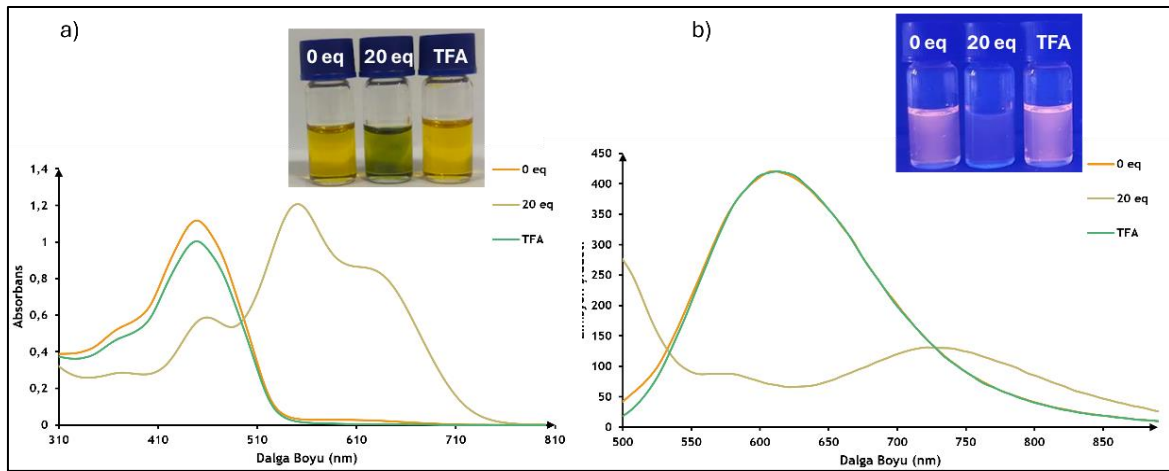 a)
0 eq 20 eq TFA
1,4
1,2
1
0,8
0,6
0,4
0,2
0
Absorbans
310 410 510 610 710 810
Dalga Boyu (nm)
0 eq
20 eq
TFA
b)
0 eq 20 eq TFA
450
400
350
300
250
200
150
100
50
0
500 550 600 650 700 750 800 850
Dalga Boyu (nm)
0 eq
20 eq
TFA